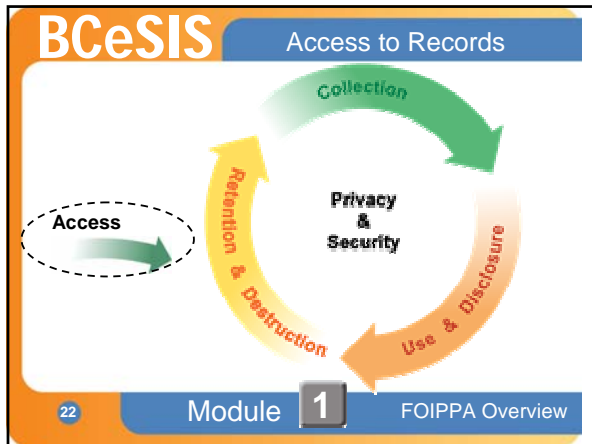 BCeSIS
Access to Records
Collection
Access
Retention & Destruction
Privacy
&
Security
Use & Disclosure
22
Module 1
FOIPPA Overview